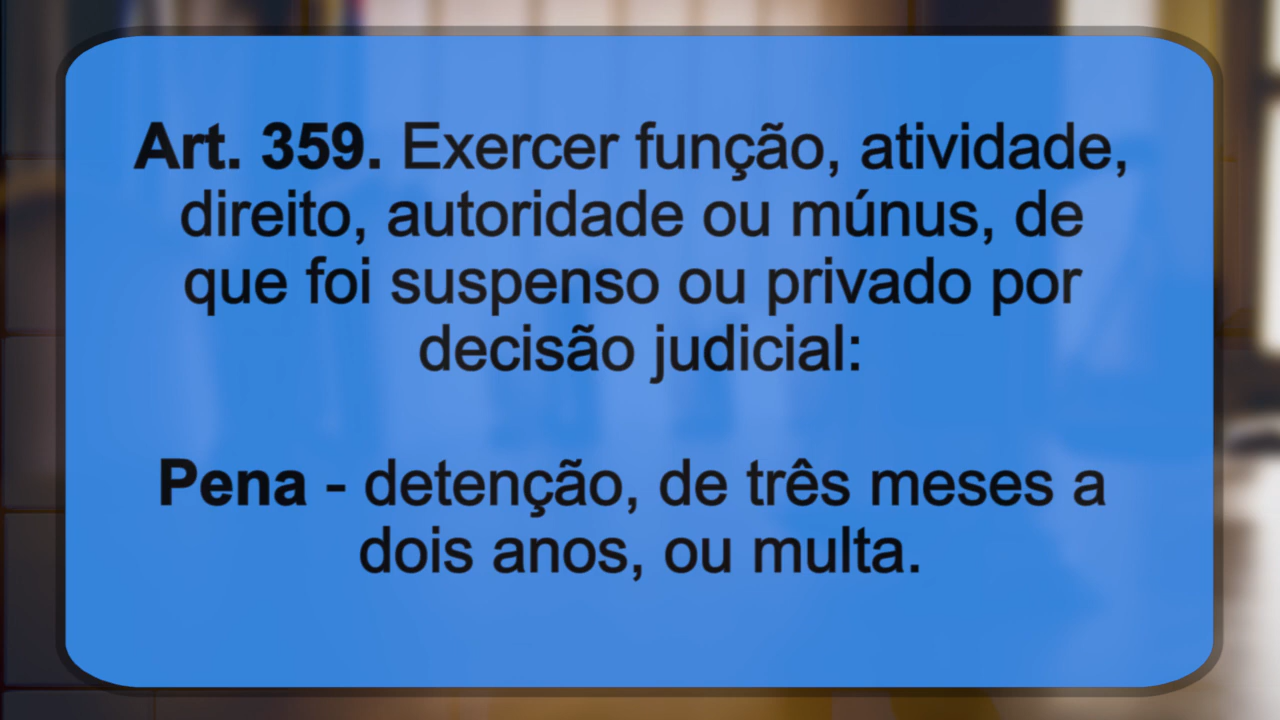 Art. 359. Exercer função, atividade,
direito, autoridade ou múnus, de
que foi suspenso ou privado por
decisão judicial:
Pena - detenção, de três meses a
dois anos, ou multa.